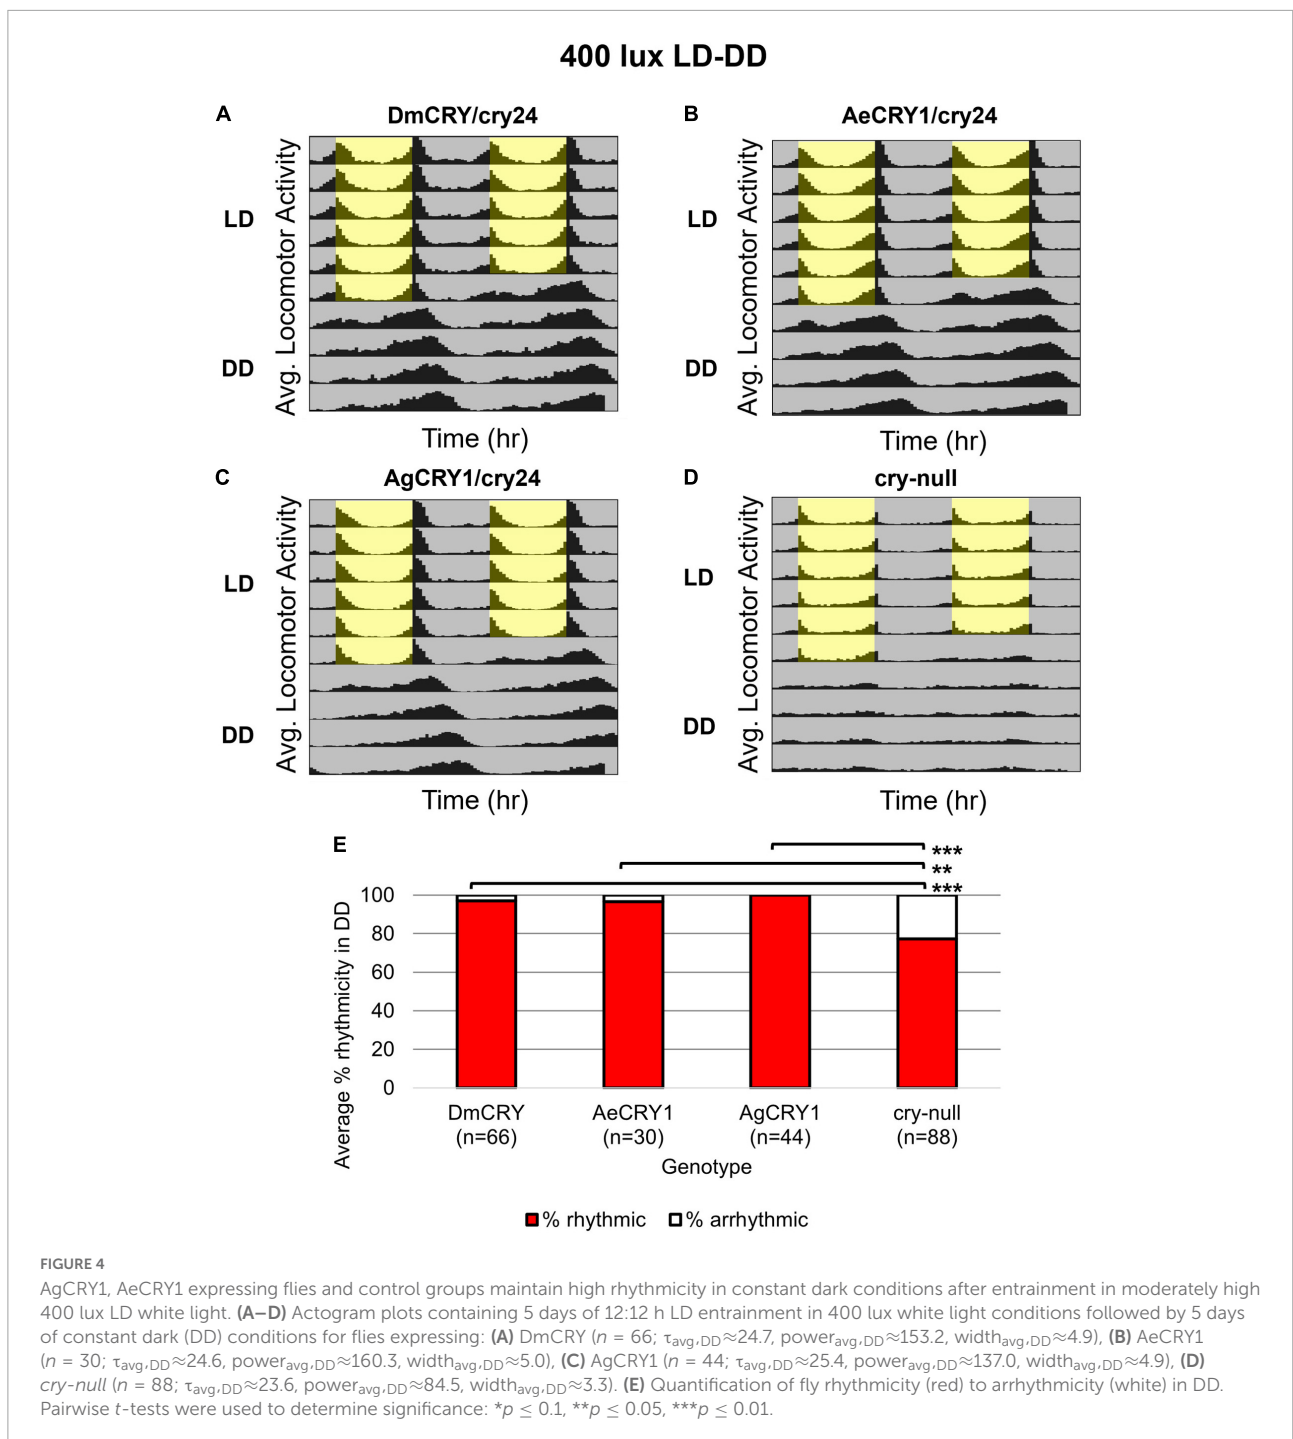 400 lux LD-DD
A
DmCRY/cry24
LD
DD
Avg. Locomotor Activity
Time (hr)
B
AeCRY1/cry24
LD
DD
Avg. Locomotor Activity
Time (hr)
C
AgCRY1/cry24
LD
DD
Avg. Locomotor Activity
Time (hr)
D
cry-null
LD
DD
Avg. Locomotor Activity
Time (hr)
E
***
**
***
Average % rhythmicity in DD
100
80
60
40
20
0
DmCRY
(n=66)
AeCRY1
(n=30)
AgCRY1
(n=44)
cry-null
(n=88)
Genotype
% rhythmic
% arrhythmic
FIGURE 4
AgCRY1, AeCRY1 expressing flies and control groups maintain high rhythmicity in constant dark conditions after entrainment in moderately high
400 lux LD white light. (A–D) Actogram plots containing 5 days of 12:12 h LD entrainment in 400 lux white light conditions followed by 5 days
of constant dark (DD) conditions for flies expressing: (A) DmCRY (n = 66; τavg,DD≈24.7, poweravg,DD≈153.2, widthavg,DD≈4.9), (B) AeCRY1
(n = 30; τavg,DD≈24.6, poweravg,DD≈160.3, widthavg,DD≈5.0), (C) AgCRY1 (n = 44; τavg,DD≈25.4, poweravg,DD≈137.0, widthavg,DD≈4.9), (D)
cry-null (n = 88; τavg,DD≈23.6, poweravg,DD≈84.5, widthavg,DD≈3.3). (E) Quantification of fly rhythmicity (red) to arrhythmicity (white) in DD.
Pairwise t-tests were used to determine significance: *p ≤ 0.1, **p ≤ 0.05, ***p ≤ 0.01.